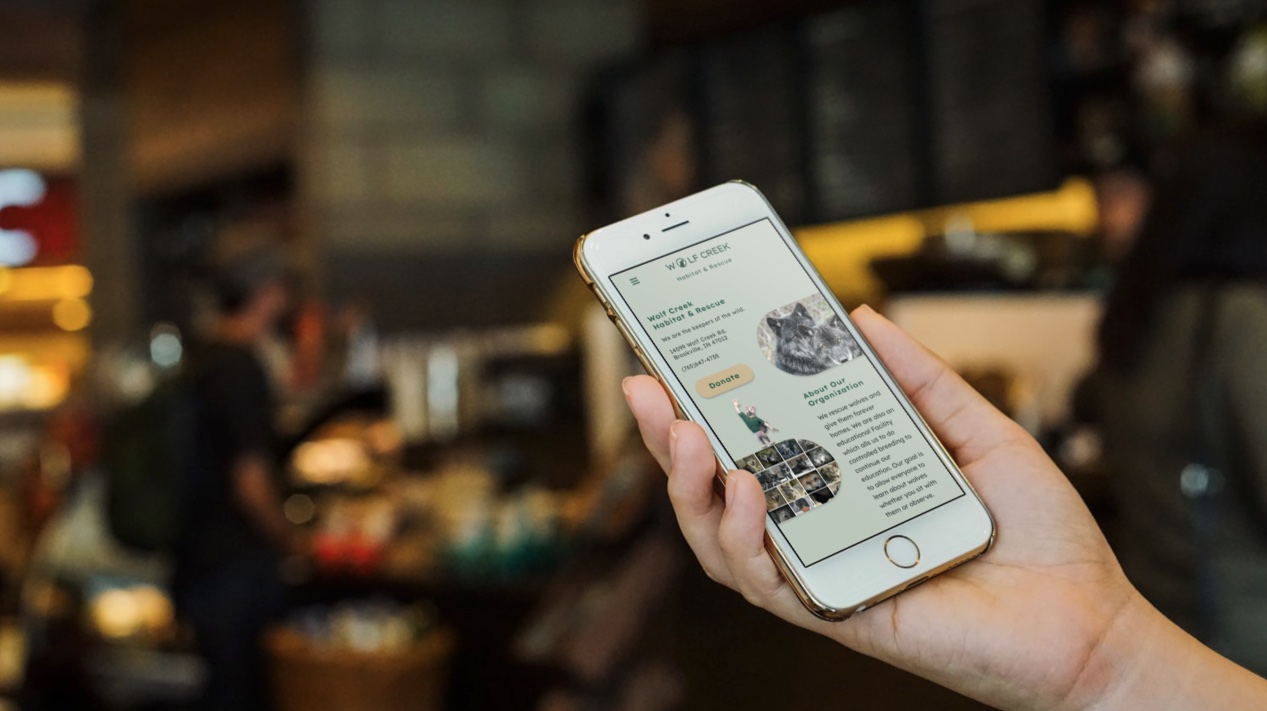 WOLF CREEK
Habitat & Rescue
Wolf Creek
Habitat & Rescue
We are the keepers of the wild.
14099 Wolf Creek Rd,
Brookville, IN 47012
(765)647-4735
Donate
About Our
Organization
We rescue wolves and
give them forever
homes. We are also an
educational Facility
which alls us to do
controlled breeding to
continue our
education. Our goal is
to allow everyone to
learn about wolves
whether you sit with
them or observe.